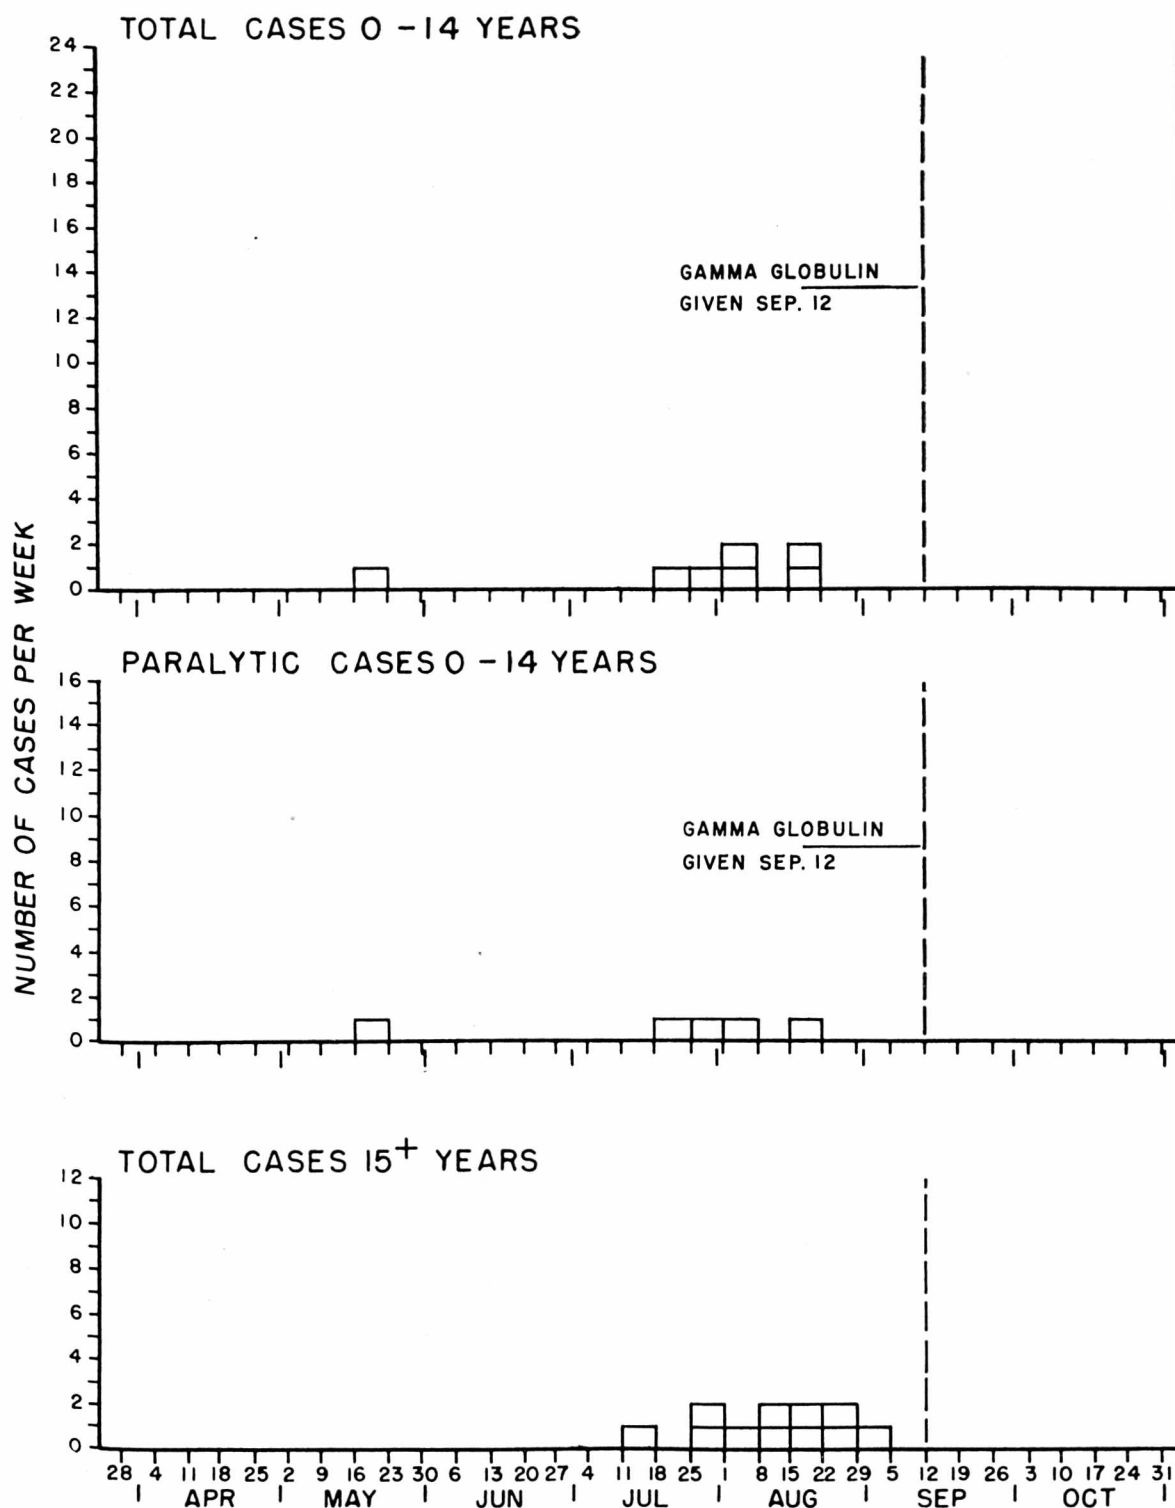 TOTAL CASES 0 - 14 YEARS
24
22
20
18
16
14
12
10
8
6
4
2
0
GAMMA GLOBULIN
GIVEN SEP. 12
NUMBER OF CASES PER WEEK
PARALYTIC CASES 0 - 14 YEARS
16
14
12
10
8
6
4
2
0
GAMMA GLOBULIN
GIVEN SEP. 12
TOTAL CASES 15+ YEARS
12
10
8
6
4
2
0
28 4 11 18 25 2 9 16 23 30 6 13 20 27 4 11 18 25 1 8 15 22 29 5 12 19 26 3 10 17 24 31
APR MAY JUN JUL AUG SEP OCT